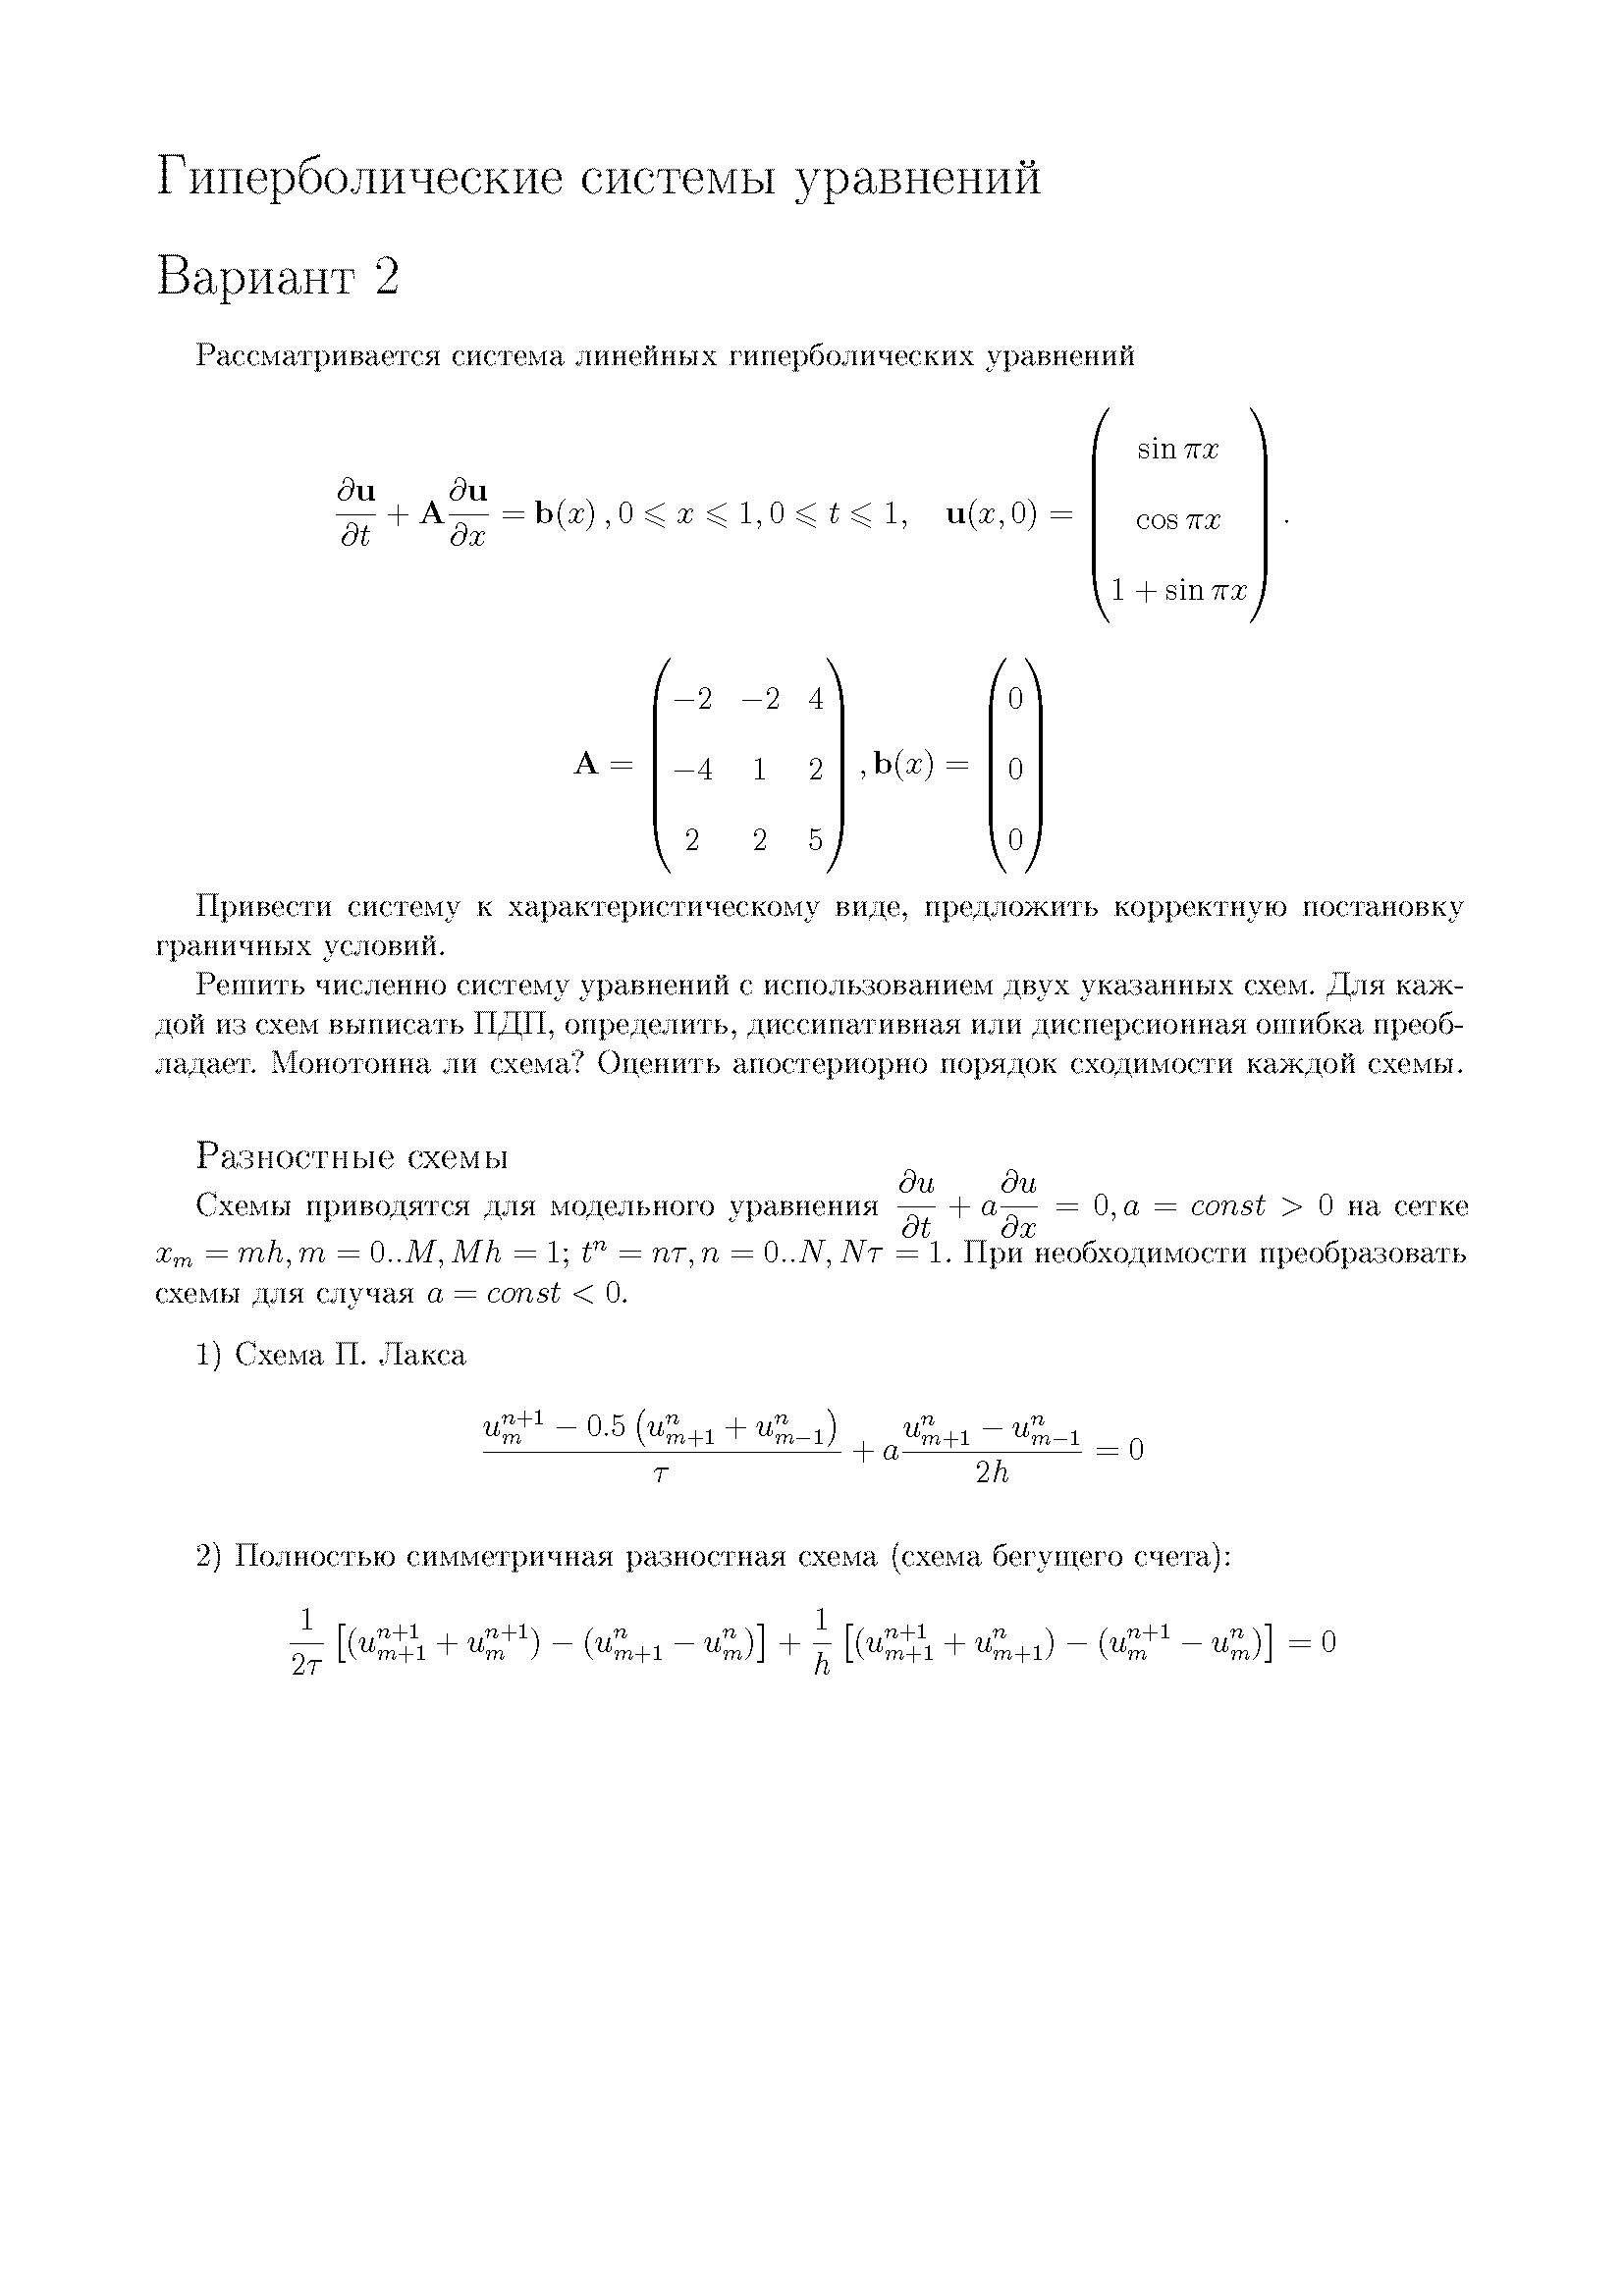 Гиперболические системы уравнений
Вариант 2
Рассматривается система линейных гиперболических уравнений
$$\frac{\partial \mathbf{u}}{\partial t} + \mathbf{A}\frac{\partial \mathbf{u}}{\partial x} = \mathbf{b}(x), 0 \leqslant x \leqslant 1, 0 \leqslant t \leqslant 1, \quad \mathbf{u}(x, 0) = \begin{pmatrix} \sin \pi x \\ \cos \pi x \\ 1 + \sin \pi x \end{pmatrix}.$$
$$\mathbf{A} = \begin{pmatrix} -2 & -2 & 4 \\ -4 & 1 & 2 \\ 2 & 2 & 5 \end{pmatrix}, \mathbf{b}(x) = \begin{pmatrix} 0 \\ 0 \\ 0 \end{pmatrix}$$
Привести систему к характеристическому виде, предложить корректную постановку
граничных условий.
Решить численно систему уравнений с использованием двух указанных схем. Для каж-
дой из схем выписать ПДП, определить, диссипативная или дисперсионная ошибка преоб-
ладает. Монотонна ли схема? Оценить апостериорно порядок сходимости каждой схемы.
Разностные схемы
Схемы приводятся для модельного уравнения $\frac{\partial u}{\partial t} + a\frac{\partial u}{\partial x} = 0, a = const > 0$ на сетке
$x_m = mh, m = 0..M, Mh = 1$; $t^n = n\tau, n = 0..N, N\tau = 1$. При необходимости преобразовать
схемы для случая $a = const < 0$.
1) Схема П. Лакса
$$\frac{u_m^{n+1} - 0.5\left(u_{m+1}^n + u_{m-1}^n\right)}{\tau} + a\frac{u_{m+1}^n - u_{m-1}^n}{2h} = 0$$
2) Полностью симметричная разностная схема (схема бегущего счета):
$$\frac{1}{2\tau}\left[(u_{m+1}^{n+1} + u_m^{n+1}) - (u_{m+1}^n - u_m^n)\right] + \frac{1}{h}\left[(u_{m+1}^{n+1} + u_{m+1}^n) - (u_m^{n+1} - u_m^n)\right] = 0$$